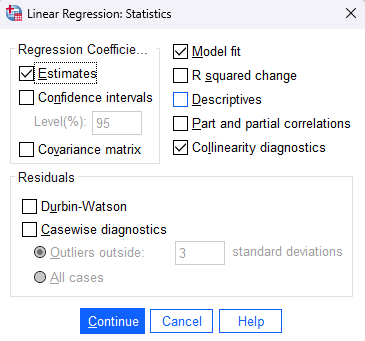 Linear Regression: Statistics
Regression Coefficie...
Estimates
Confidence intervals
Level(%): 95
Covariance matrix
Model fit
R squared change
Descriptives
Part and partial correlations
Collinearity diagnostics
Residuals
Durbin-Watson
Casewise diagnostics
Outliers outside: 3 standard deviations
All cases
Continue Cancel Help